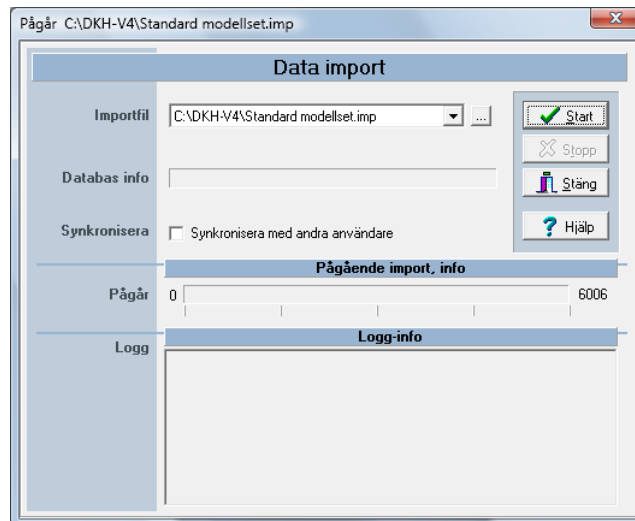 Pågår C:\DKH-V4\Standard modellset.imp
Data import
Importfil
C:\DKH-V4\Standard modellset.imp
...
Start
Stopp
Databas info
Stäng
Synkronisera
Synkronisera med andra användare
Hjälp
Pågående import, info
Pågår
0
6006
Logg-info
Logg